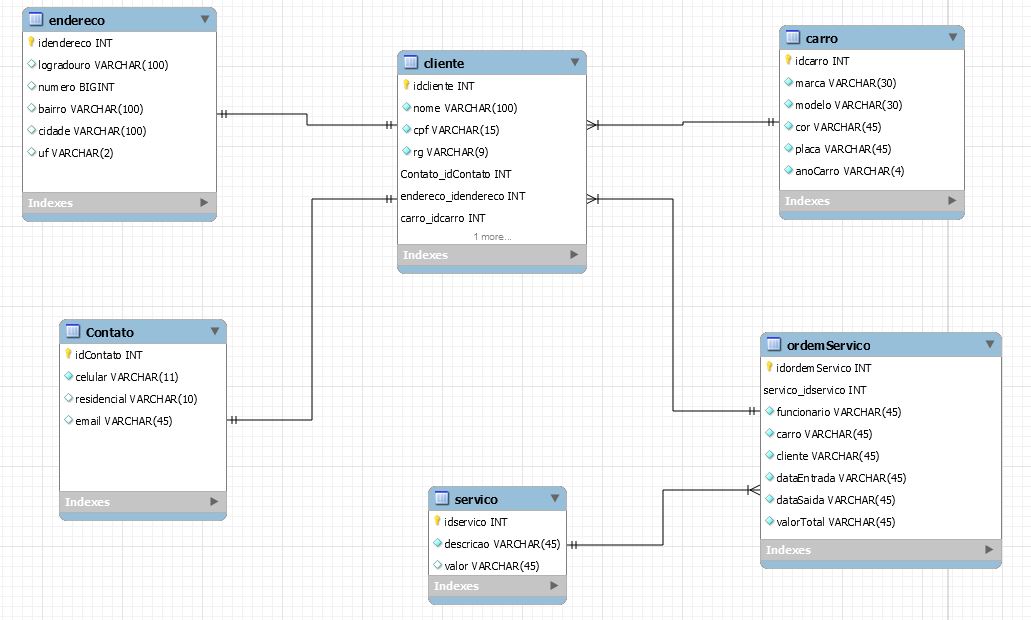 endereco
idendereco INT
logradouro VARCHAR(100)
numero BIGINT
bairro VARCHAR(100)
cidade VARCHAR(100)
uf VARCHAR(2)
Indexes
cliente
idcliente INT
nome VARCHAR(100)
cpf VARCHAR(15)
rg VARCHAR(9)
Contato_idContato INT
endereco_idendereco INT
carro_idcarro INT
1 more...
Indexes
carro
idcarro INT
marca VARCHAR(30)
modelo VARCHAR(30)
cor VARCHAR(45)
placa VARCHAR(45)
anoCarro VARCHAR(4)
Indexes
Contato
idContato INT
celular VARCHAR(11)
residencial VARCHAR(10)
email VARCHAR(45)
Indexes
servico
idservico INT
descricao VARCHAR(45)
valor VARCHAR(45)
Indexes
ordemServico
idordemServico INT
servico_idservico INT
funcionario VARCHAR(45)
carro VARCHAR(45)
cliente VARCHAR(45)
dataEntrada VARCHAR(45)
dataSaida VARCHAR(45)
valorTotal VARCHAR(45)
Indexes